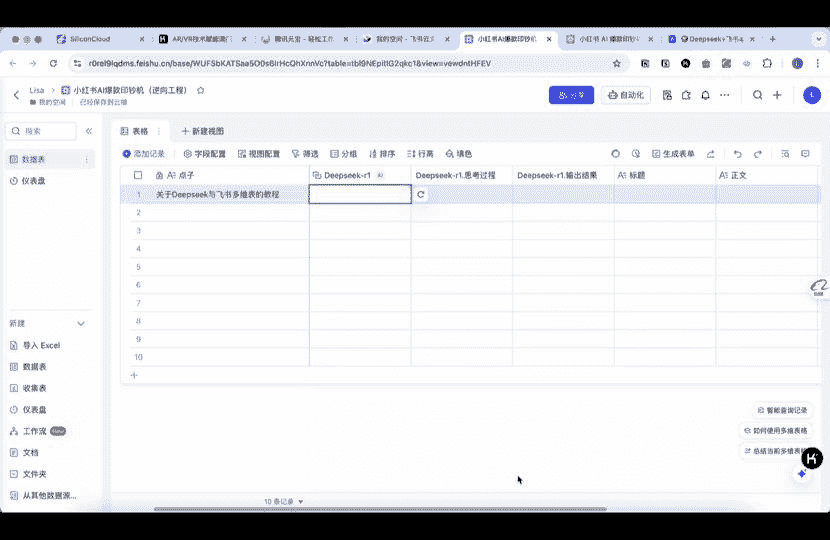 SiliconCloud
AR/VR技术赋能澜门
腾讯元宝 - 轻松工作
我的空间 - 飞书云文
小红书AI爆款印钞机
小红书 AI 爆款印钞
Deepseek+飞书
r0rel9lqdms.feishu.cn/base/WUFSbKATSaa5O0s6IrHcQhXnnVc?table=tbl9NEpitlG2qkc1&view=vewdntHFEV
Lisa
小红书AI爆款印钞机（逆向工程）
我的空间
已经保存到云端
分享
自动化
L
搜索
表格
新建视图
数据表
仪表盘
添加记录
字段配置
视图配置
筛选
分组
排序
行高
填色
生成表单
点子
Deepseek-r1
AI
Deepseek-r1.思考过程
Deepseek-r1.输出结果
标题
正文
1
关于Deepseek与飞书多维表的教程
2
3
4
5
6
7
8
9
10
新建
导入 Excel
数据表
收集表
仪表盘
工作流
New
文档
文件夹
从其他数据源...
智能查询记录
如何使用多维表格
总结当前多维表
10 条记录